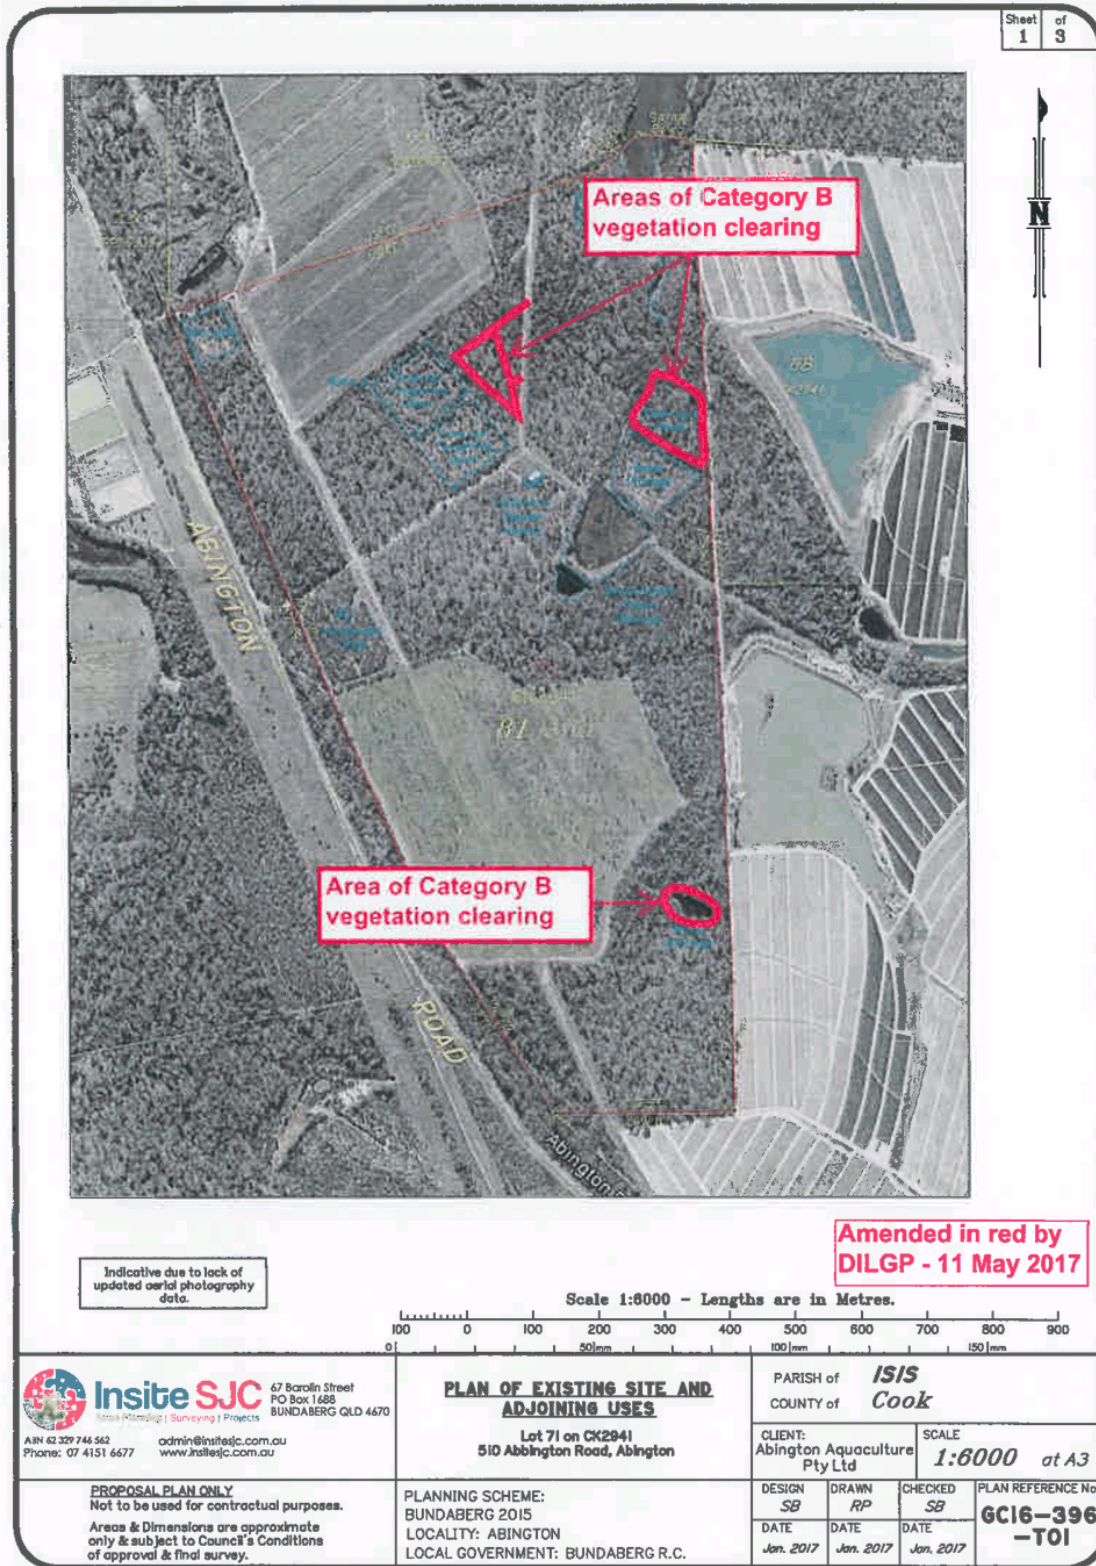 Sheet of
1 3
Areas of Category B
vegetation clearing
N
68
ABINGTON
Area of Category B
vegetation clearing
ROAD
Abington
Amended in red by
DILGP - 11 May 2017
Indicative due to lack of
updated aerial photography
data.
Scale 1:6000 - Lengths are in Metres.
100 0 100 200 300 400 500 600 700 800 900
0 50mm 100mm 150mm
Insite SJC
Town Planning | Surveying | Projects
67 Barolin Street
PO Box 1688
BUNDABERG QLD 4670
ABN 62 329 746 562
Phone: 07 4151 6677
admin@insitesjc.com.au
www.insitesjc.com.au
PLAN OF EXISTING SITE AND
ADJOINING USES
Lot 71 on CK2941
510 Abbington Road, Abington
PARISH of ISIS
COUNTY of Cook
CLIENT:
Abington Aquaculture
Pty Ltd
SCALE
1:6000 at A3
PROPOSAL PLAN ONLY
Not to be used for contractual purposes.
Areas & Dimensions are approximate
only & subject to Council's Conditions
of approval & final survey.
PLANNING SCHEME:
BUNDABERG 2015
LOCALITY: ABINGTON
LOCAL GOVERNMENT: BUNDABERG R.C.
DESIGN DRAWN CHECKED
SB RP SB
DATE DATE DATE
Jan. 2017 Jan. 2017 Jan. 2017
PLAN REFERENCE No
GC16-396
-T01